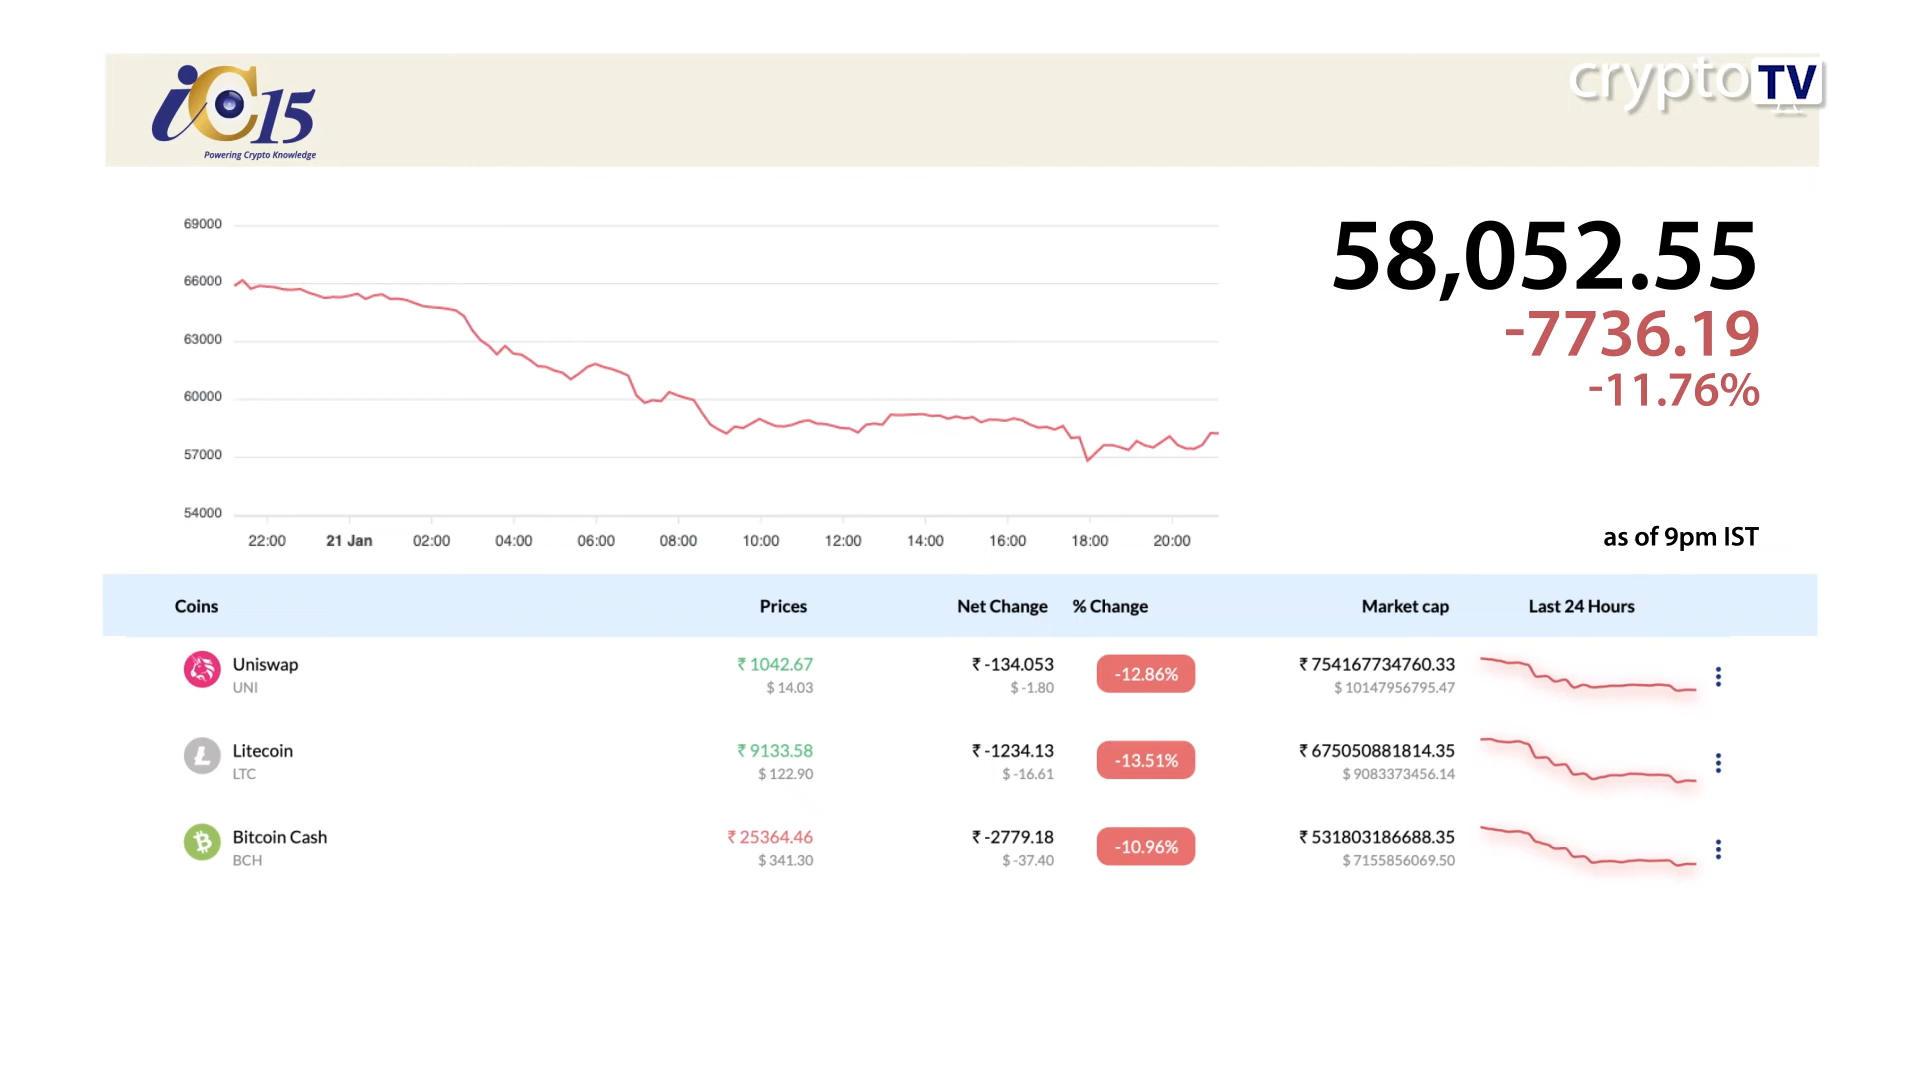 iC15
Powering Crypto Knowledge
cryptoTV
69000
66000
63000
60000
57000
54000
22:00 21 Jan 02:00 04:00 06:00 08:00 10:00 12:00 14:00 16:00 18:00 20:00
58,052.55
-7736.19
-11.76%
as of 9pm IST
Coins Prices Net Change % Change Market cap Last 24 Hours
Uniswap ₹ 1042.67 ₹ -134.053 -12.86% ₹ 754167734760.33
UNI $ 14.03 $ -1.80 $ 10147956795.47
Litecoin ₹ 9133.58 ₹ -1234.13 -13.51% ₹ 675050881814.35
LTC $ 122.90 $ -16.61 $ 9083373456.14
Bitcoin Cash ₹ 25364.46 ₹ -2779.18 -10.96% ₹ 531803186688.35
BCH $ 341.30 $ -37.40 $ 7155856069.50